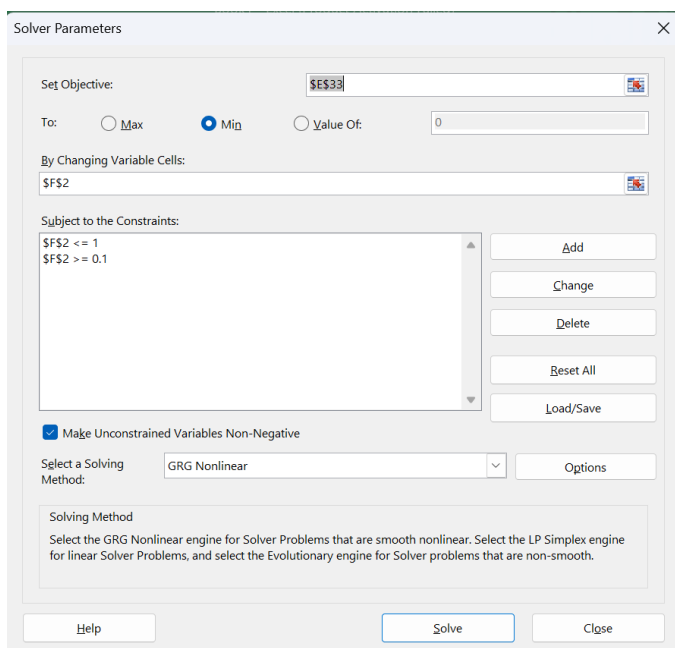 Solver Parameters
Set Objective:
$E$33
To:
Max
Min
Value Of:
0
By Changing Variable Cells:
$F$2
Subject to the Constraints:
$F$2 <= 1
$F$2 >= 0.1
Add
Change
Delete
Reset All
Load/Save
Make Unconstrained Variables Non-Negative
Select a Solving
Method:
GRG Nonlinear
Options
Solving Method
Select the GRG Nonlinear engine for Solver Problems that are smooth nonlinear. Select the LP Simplex engine
for linear Solver Problems, and select the Evolutionary engine for Solver problems that are non-smooth.
Help
Solve
Close